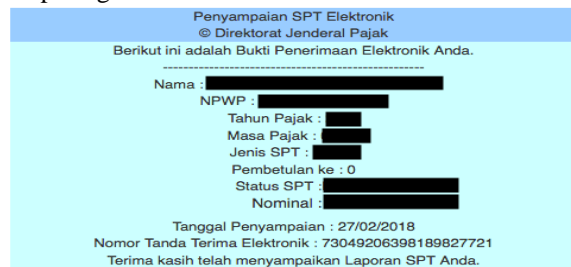 Penyampaian SPT Elektronik
© Direktorat Jenderal Pajak
Berikut ini adalah Bukti Penerimaan Elektronik Anda.
----------------------------------------------------
Nama :
NPWP :
Tahun Pajak :
Masa Pajak :
Jenis SPT :
Pembetulan ke : 0
Status SPT :
Nominal :
Tanggal Penyampaian : 27/02/2018
Nomor Tanda Terima Elektronik : 73049206398189827721
Terima kasih telah menyampaikan Laporan SPT Anda.